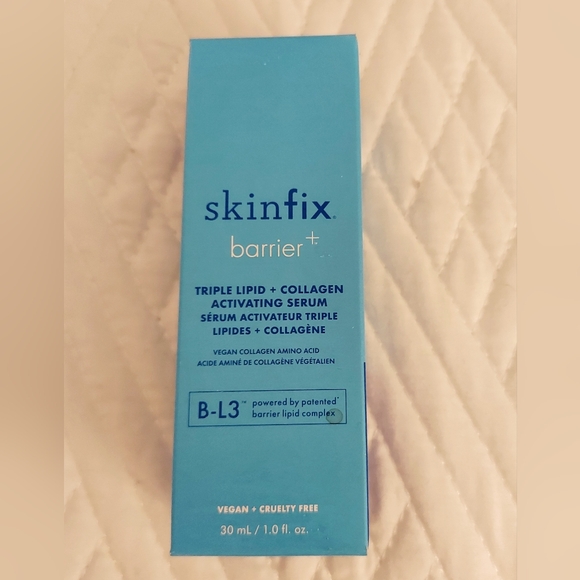 skinfix
barrier+
TRIPLE LIPID + COLLAGEN
ACTIVATING SERUM
SÉRUM ACTIVATEUR TRIPLE
LIPIDES + COLLAGÈNE
VEGAN COLLAGEN AMINO ACID
ACIDE AMINÉ DE COLLAGÈNE VÉGÉTALIEN
B-L3™ powered by patented*
barrier lipid complex
VEGAN + CRUELTY FREE
30 mL / 1.0 fl. oz.